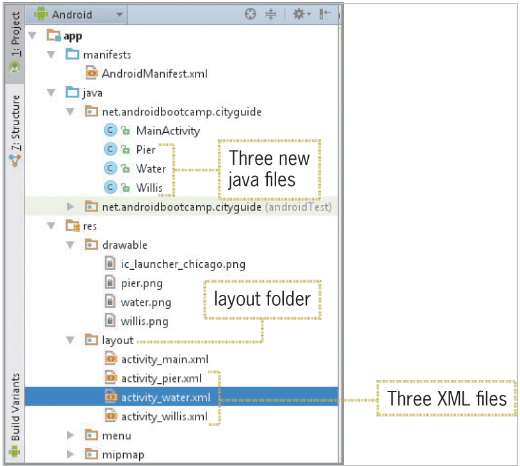 Android
1: Project
7: Structure
Build Variants
app
manifests
AndroidManifest.xml
java
net.androidbootcamp.cityguide
MainActivity
Pier
Water
Willis
Three new
java files
net.androidbootcamp.cityguide (androidTest)
res
drawable
ic_launcher_chicago.png
pier.png
water.png
willis.png
layout folder
layout
activity_main.xml
activity_pier.xml
activity_water.xml
activity_willis.xml
Three XML files
menu
mipmap